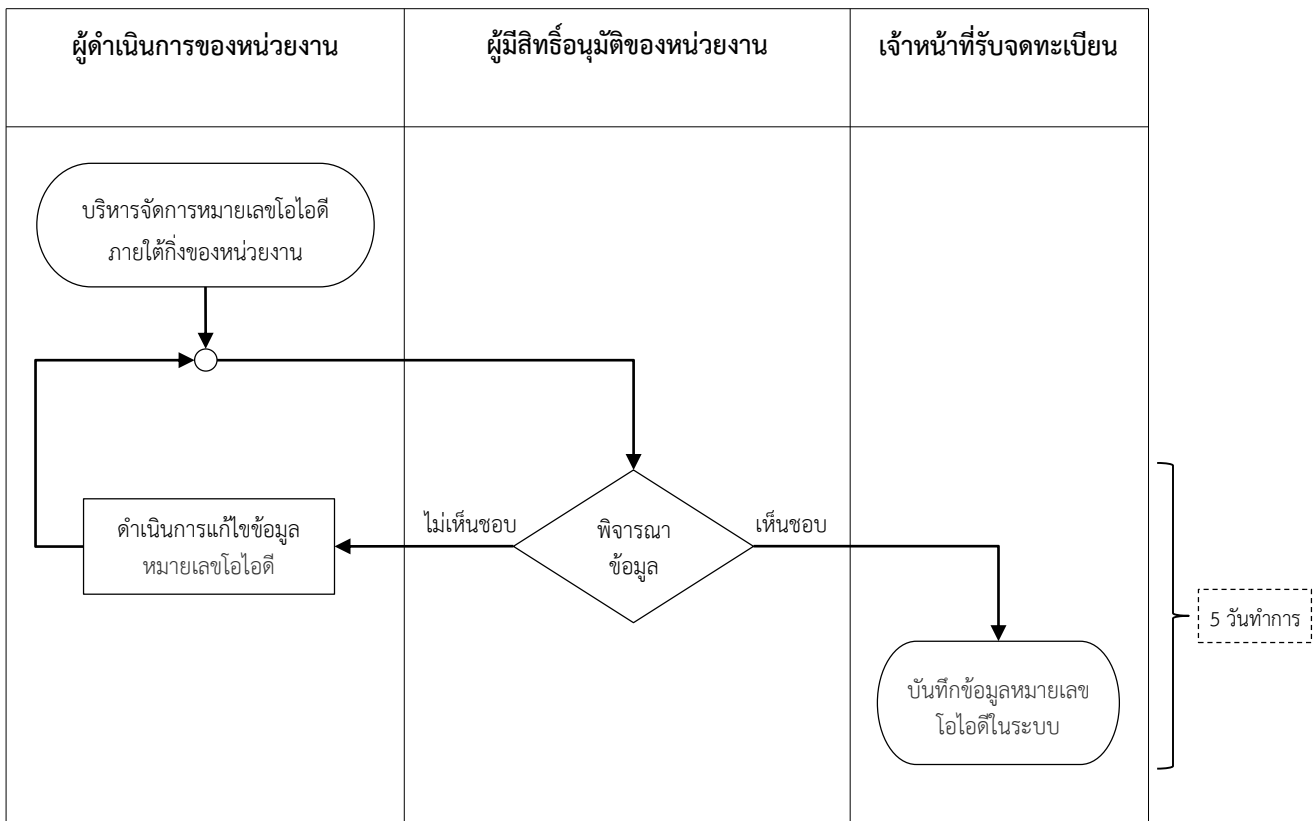 ผู้ดำเนินการของหน่วยงาน
ผู้มีสิทธิ์อนุมัติของหน่วยงาน
เจ้าหน้าที่รับจดทะเบียน
บริหารจัดการหมายเลขโอไอดี
ภายใต้กิ่งของหน่วยงาน
ดำเนินการแก้ไขข้อมูล
หมายเลขโอไอดี
ไม่เห็นชอบ
พิจารณา
ข้อมูล
เห็นชอบ
5 วันทำการ
บันทึกข้อมูลหมายเลข
โอไอดีในระบบ